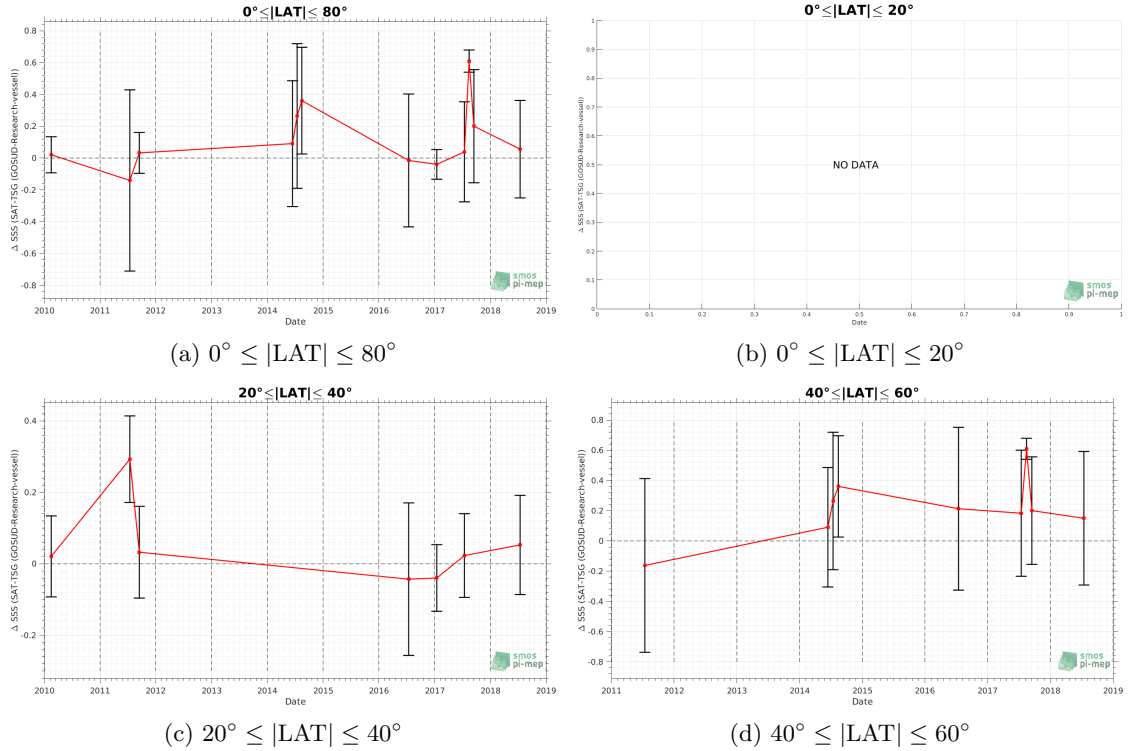 0°≤|LAT|≤ 80°
Δ SSS (SAT-TSG (GOSUD-Research-vessel))
0.8
0.6
0.4
0.2
0
-0.2
-0.4
-0.6
-0.8
2010 2011 2012 2013 2014 2015 2016 2017 2018 2019
Date
smos
pi-mep
(a) 0° ≤ |LAT| ≤ 80°
0°≤|LAT|≤ 20°
Δ SSS (SAT-TSG (GOSUD-Research-vessel))
1
0.9
0.8
0.7
0.6
0.5
0.4
0.3
0.2
0.1
0
NO DATA
0 0.1 0.2 0.3 0.4 0.5 0.6 0.7 0.8 0.9 1
Date
smos
pi-mep
(b) 0° ≤ |LAT| ≤ 20°
20°≤|LAT|≤ 40°
Δ SSS (SAT-TSG (GOSUD-Research-vessel))
0.4
0.2
0
-0.2
2010 2011 2012 2013 2014 2015 2016 2017 2018 2019
Date
smos
pi-mep
(c) 20° ≤ |LAT| ≤ 40°
40°≤|LAT|≤ 60°
Δ SSS (SAT-TSG (GOSUD-Research-vessel))
0.8
0.6
0.4
0.2
0
-0.2
-0.4
-0.6
-0.8
2011 2012 2013 2014 2015 2016 2017 2018 2019
Date
smos
pi-mep
(d) 40° ≤ |LAT| ≤ 60°